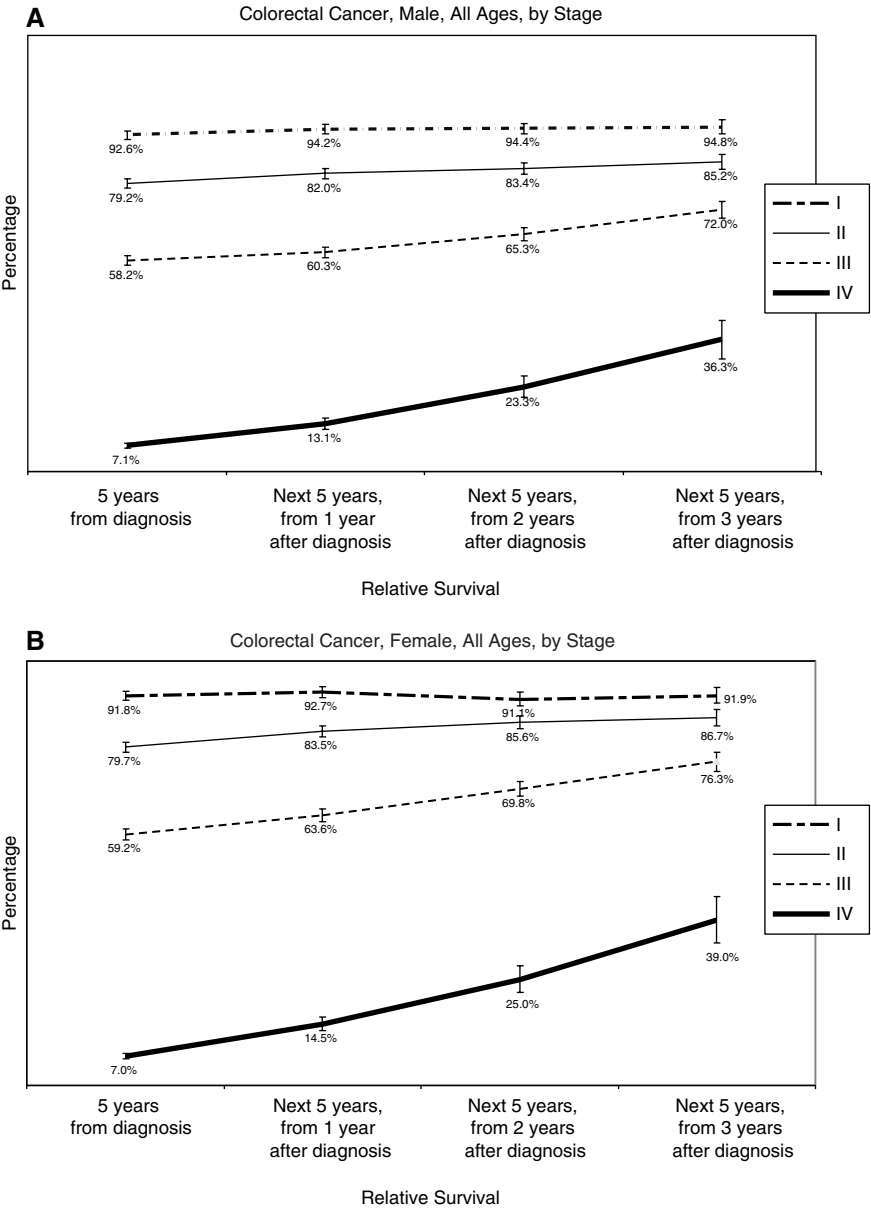 A
Colorectal Cancer, Male, All Ages, by Stage
Percentage
92.6%
94.2%
94.4%
94.8%
79.2%
82.0%
83.4%
85.2%
58.2%
60.3%
65.3%
72.0%
7.1%
13.1%
23.3%
36.3%
I
II
III
IV
5 years
from diagnosis
Next 5 years,
from 1 year
after diagnosis
Next 5 years,
from 2 years
after diagnosis
Next 5 years,
from 3 years
after diagnosis
Relative Survival
B
Colorectal Cancer, Female, All Ages, by Stage
Percentage
91.8%
92.7%
91.1%
91.9%
79.7%
83.5%
85.6%
86.7%
59.2%
63.6%
69.8%
76.3%
7.0%
14.5%
25.0%
39.0%
I
II
III
IV
5 years
from diagnosis
Next 5 years,
from 1 year
after diagnosis
Next 5 years,
from 2 years
after diagnosis
Next 5 years,
from 3 years
after diagnosis
Relative Survival